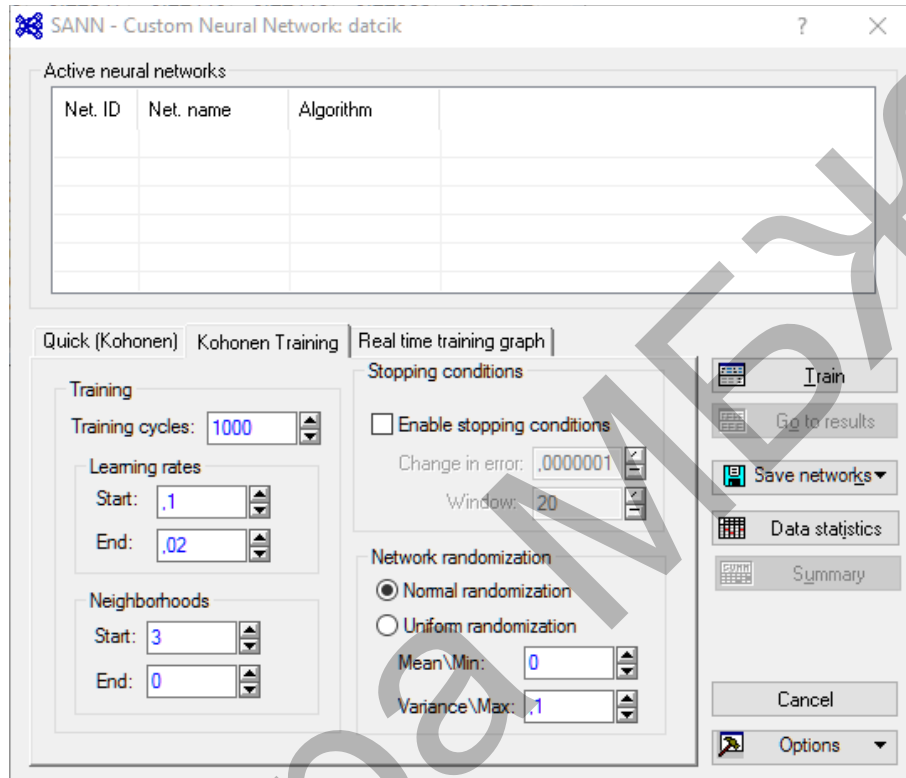 SANN - Custom Neural Network: datcik
Active neural networks
Net. ID Net. name Algorithm
Quick (Kohonen) Kohonen Training Real time training graph
Training
Training cycles: 1000
Learning rates
Start: ,1
End: ,02
Neighborhoods
Start: 3
End: 0
Stopping conditions
Enable stopping conditions
Change in error: ,0000001
Window: 20
Network randomization
Normal randomization
Uniform randomization
Mean\Min: 0
Variance\Max: ,1
Train
Go to results
Save networks
Data statistics
Summary
Cancel
Options